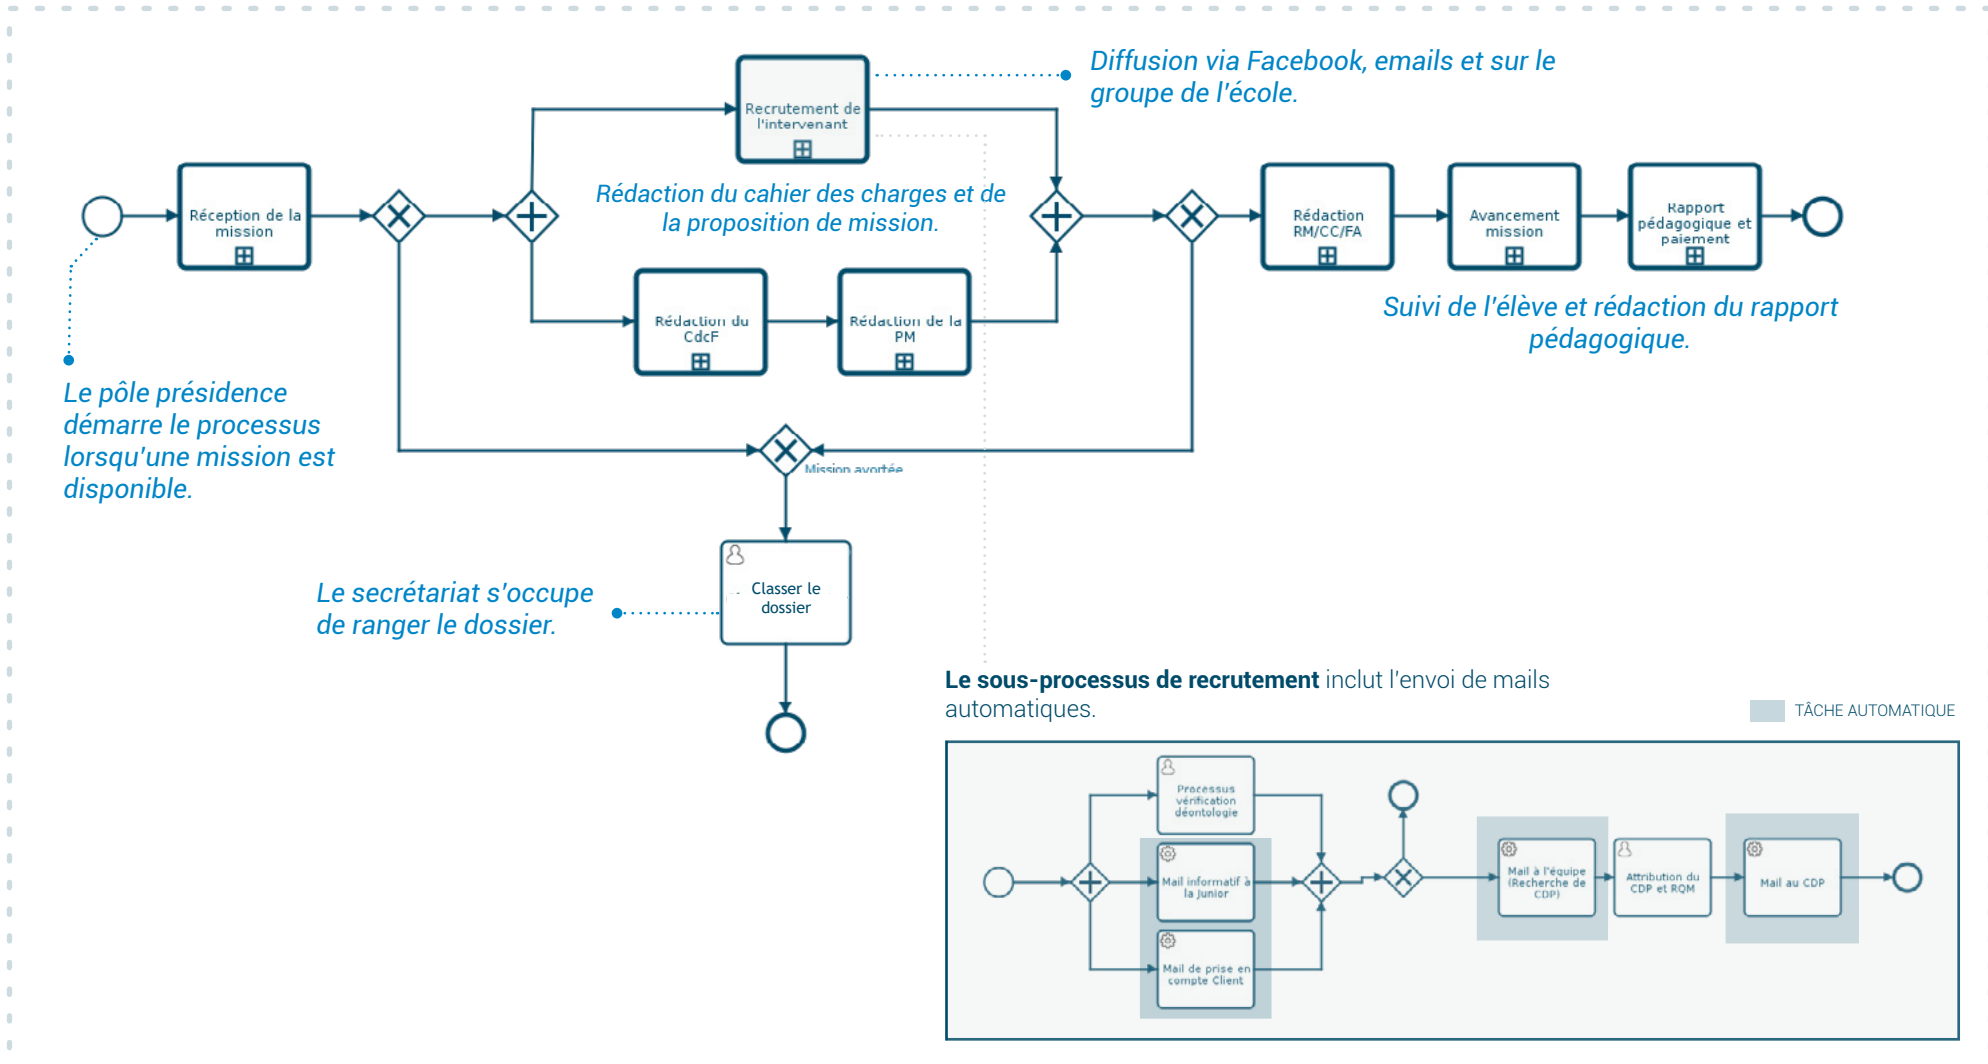 Diffusion via Facebook, emails et sur le
groupe de l'école.
Recrutement de
l'intervenant
Réception de la
mission
Rédaction du cahier des charges et de
la proposition de mission.
Rédaction
RM/CC/FA
Avancement
mission
Rapport
pédagogique et
paiement
Rédaction du
CdcF
Rédaction de la
PM
Suivi de l'élève et rédaction du rapport
pédagogique.
Le pôle présidence
démarre le processus
lorsqu'une mission est
disponible.
Mission avortée
Classer le
dossier
Le secrétariat s'occupe
de ranger le dossier.
Le sous-processus de recrutement inclut l'envoi de mails
automatiques.
TÂCHE AUTOMATIQUE
Processus
vérification
déontologie
Mail informatif à
la Junior
Mail de prise en
compte Client
Mail à l'équipe
(Recherche de
CDP)
Attribution du
CDP et RQM
Mail au CDP